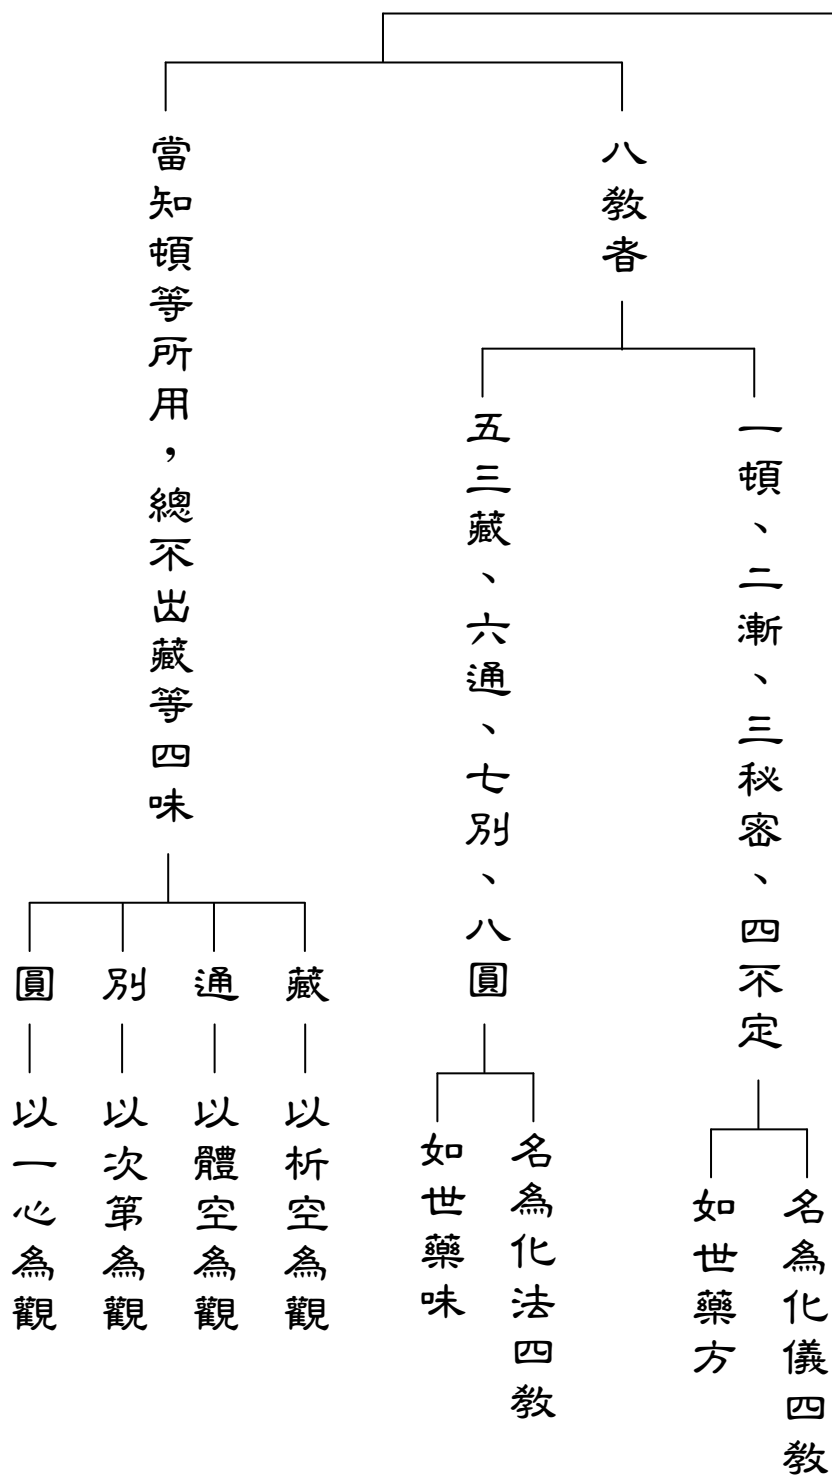 八教者
一頓、二漸、三秘密、四不定
名為化儀四教
如世藥方
五三藏、六通、七別、八圓
名為化法四教
如世藥味
當知頓等所用，總不出藏等四味
藏
以析空為觀
通
以體空為觀
別
以次第為觀
圓
以一心為觀